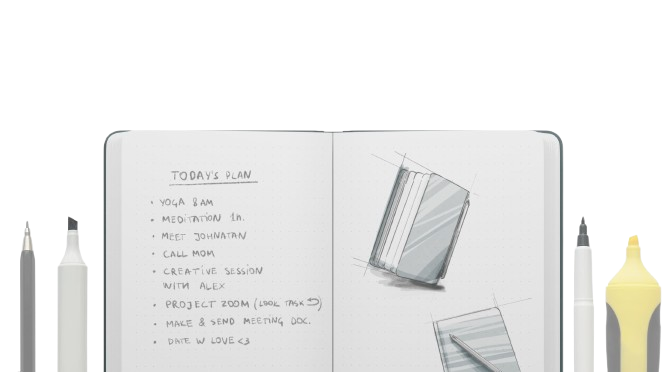 TODAY'S PLAN
• YOGA 8AM
• MEDITATION 1H.
• MEET JOHNATAN
• CALL MOM
• CREATIVE SESSION
WITH ALEX
• PROJECT ZOOM (LOOK TASK ⮌)
• MAKE & SEND MEETING DOC.
• DATE W LOVE <3